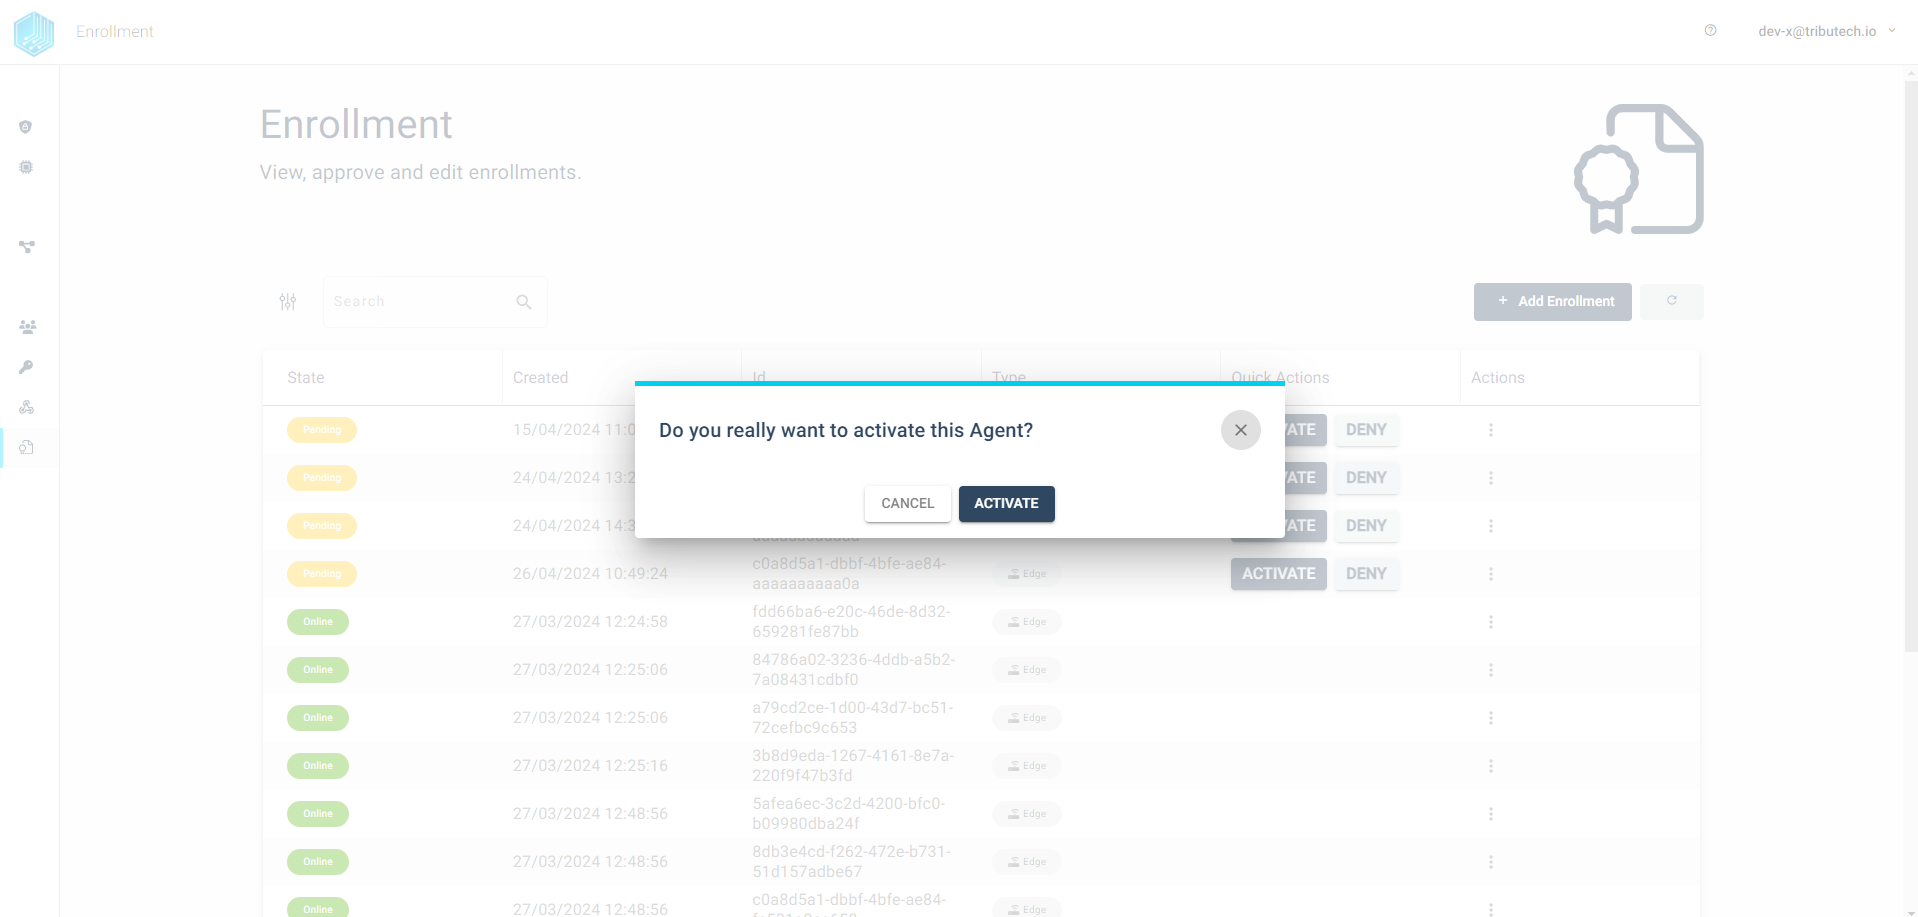 Enrollment
dev-x@tributech.io
Enrollment
View, approve and edit enrollments.
Search
+ Add Enrollment
State Created Id Type Quick Actions Actions
Do you really want to activate this Agent?
CANCEL ACTIVATE
Pending 15/04/2024 11:0 ATE DENY
Pending 24/04/2024 13:2 ATE DENY
Pending 24/04/2024 14:3 ATE DENY
Pending 26/04/2024 10:49:24 c0a8d5a1-dbbf-4bfe-ae84- Edge ACTIVATE DENY
aaaaaaaaaa0a
Online 27/03/2024 12:24:58 fdd66ba6-e20c-46de-8d32- Edge
659281fe87bb
Online 27/03/2024 12:25:06 84786a02-3236-4ddb-a5b2- Edge
7a08431cdbf0
Online 27/03/2024 12:25:06 a79cd2ce-1d00-43d7-bc51- Edge
72cefbc9c653
Online 27/03/2024 12:25:16 3b8d9eda-1267-4161-8e7a- Edge
220f9f47b3fd
Online 27/03/2024 12:48:56 5afea6ec-3c2d-4200-bfc0- Edge
b09980dba24f
Online 27/03/2024 12:48:56 8db3e4cd-f262-472e-b731- Edge
51d157adbe67
Online 27/03/2024 12:48:56 c0a8d5a1-dbbf-4bfe-ae84- Edge